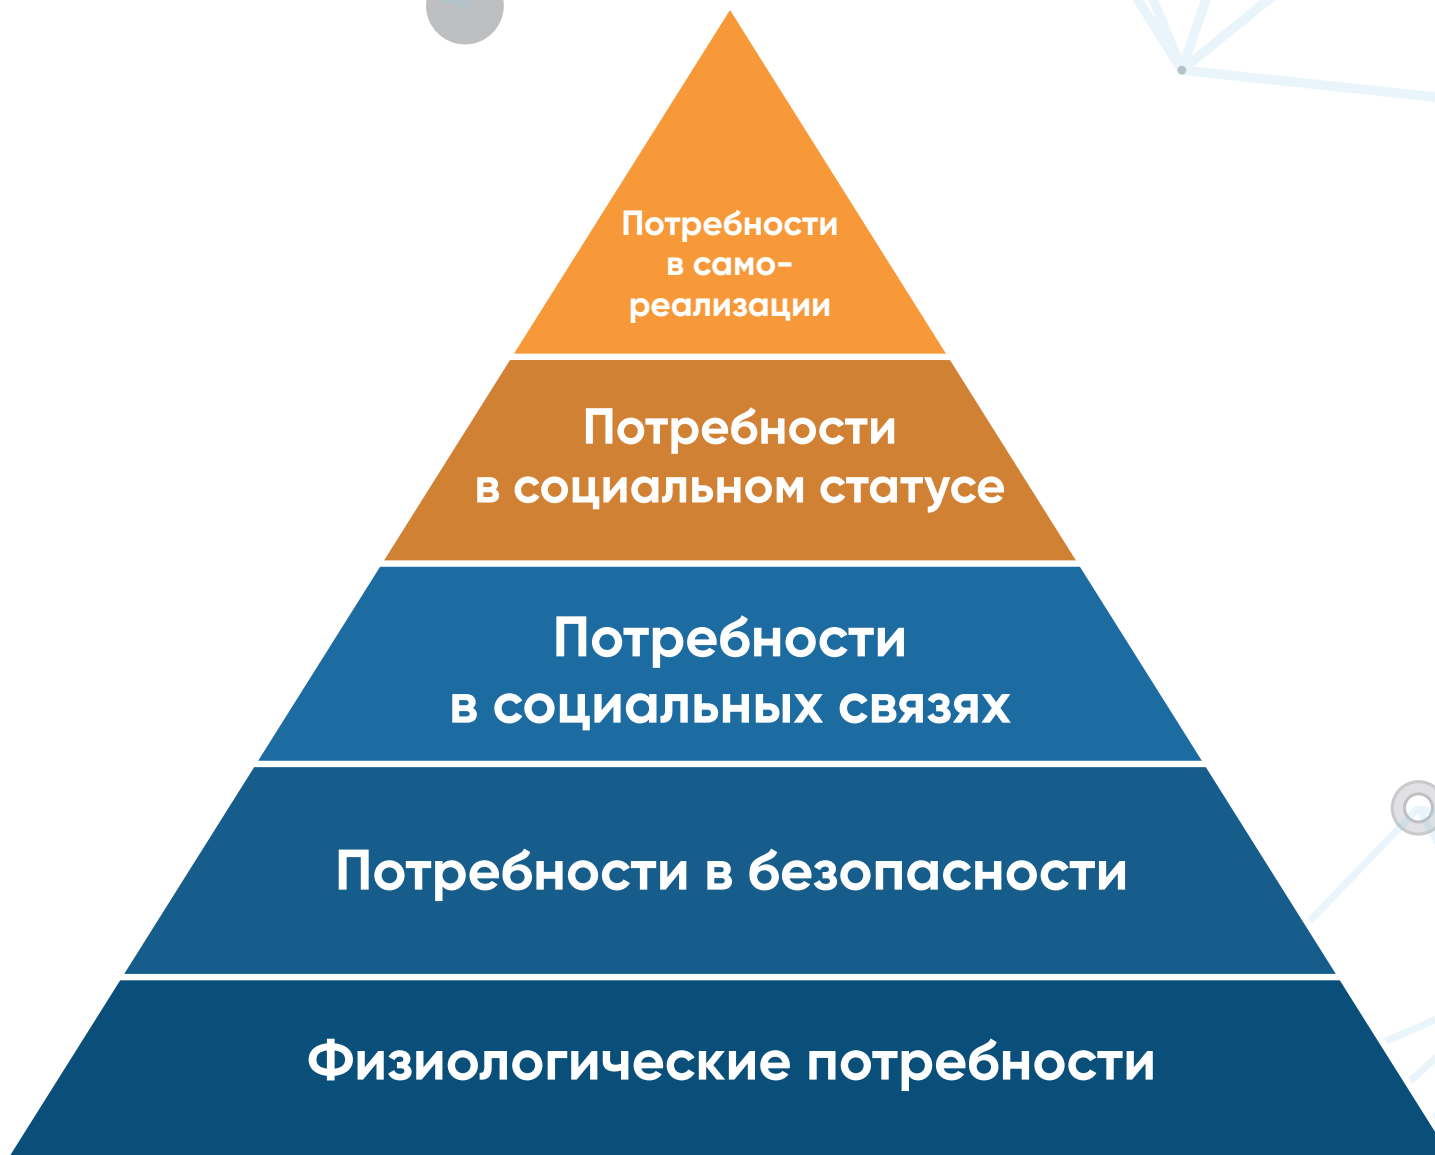 Потребности
в само-
реализации
Потребности
в социальном статусе
Потребности
в социальных связях
Потребности в безопасности
Физиологические потребности